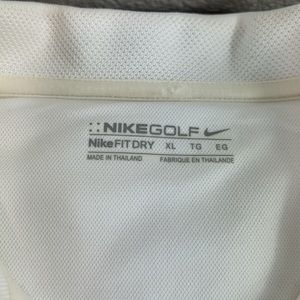 NIKEGOLF
NikeFITDRY XL TG EG
MADE IN THAILAND FABRIQUE EN THAILANDE